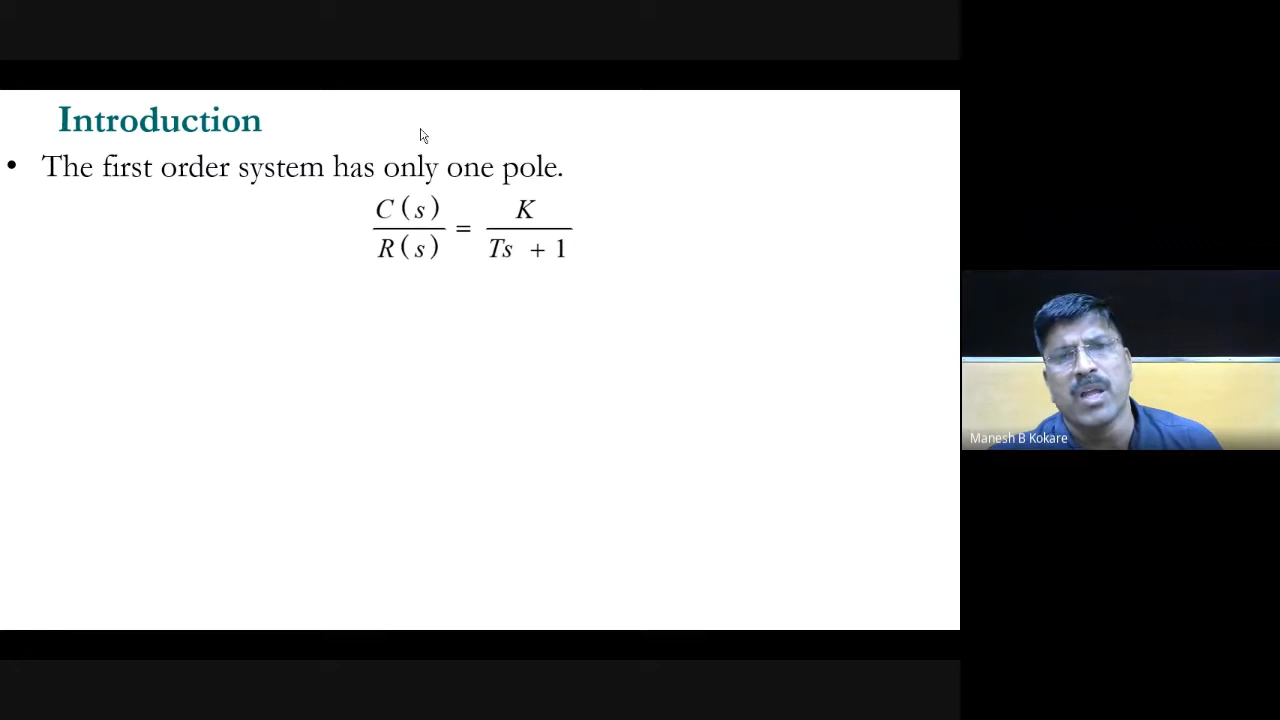 Introduction
• The first order system has only one pole.
C(s)/R(s) = K/(Ts + 1)
Manesh B Kokare